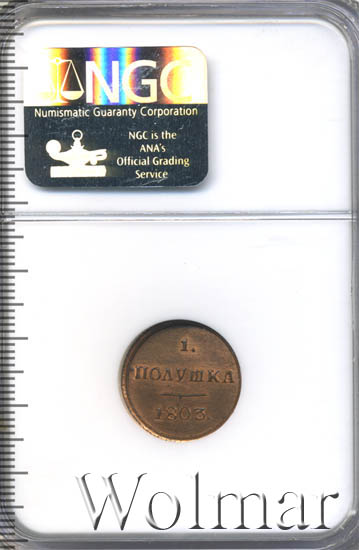 NGC
Numismatic Guaranty Corporation
NGC is the
ANA's
Official Grading
Service
1.
ПОЛУШКА
1803.
Wolmar